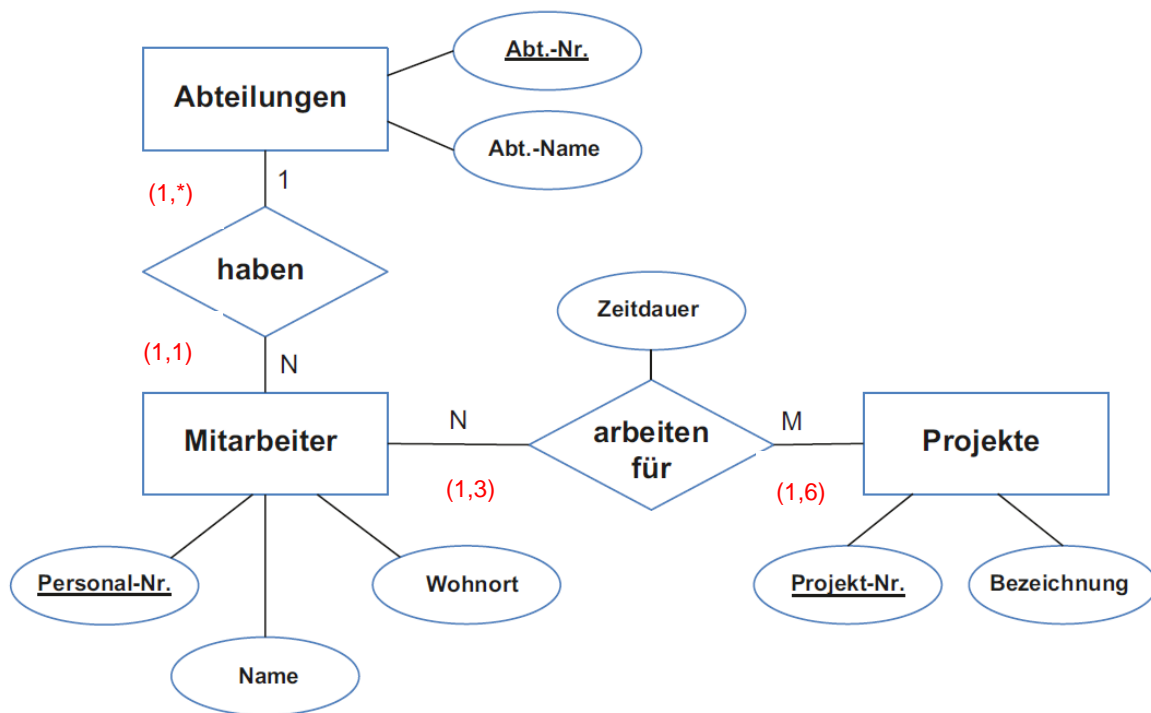 Abt.-Nr.
Abteilungen
Abt.-Name
(1,*)
1
haben
Zeitdauer
(1,1)
N
Mitarbeiter
N
arbeiten
für
M
Projekte
(1,3)
(1,6)
Personal-Nr.
Wohnort
Projekt-Nr.
Bezeichnung
Name